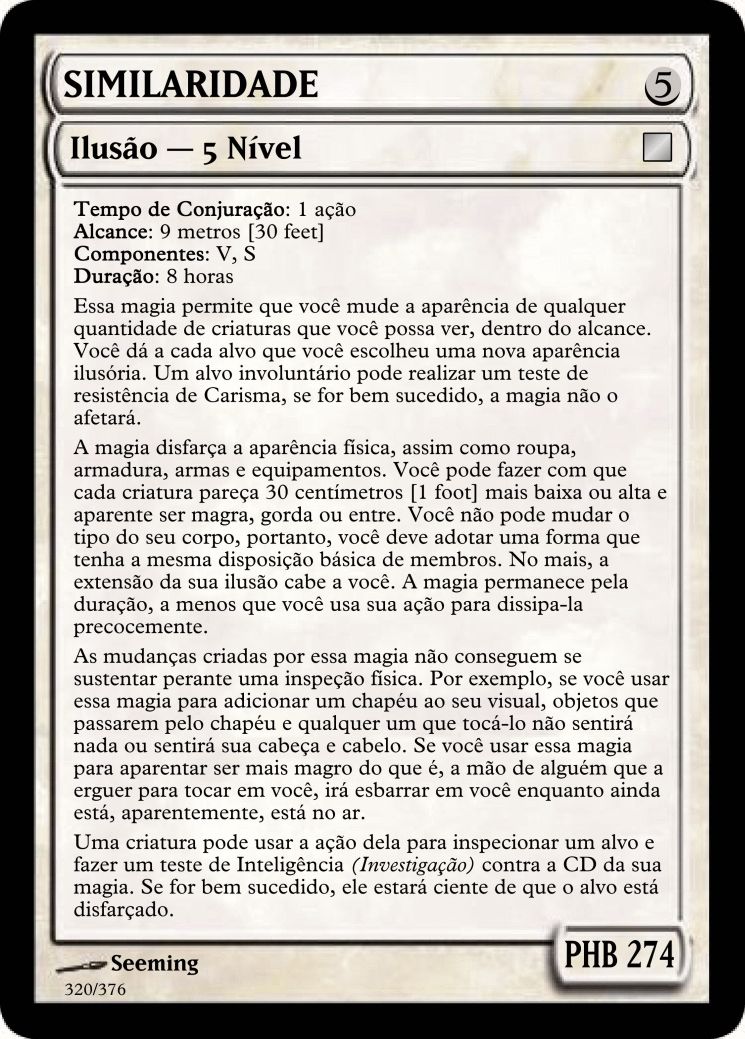 SIMILARIDADE
5
Ilusão — 5 Nível
Tempo de Conjuração: 1 ação
Alcance: 9 metros [30 feet]
Componentes: V, S
Duração: 8 horas
Essa magia permite que você mude a aparência de qualquer
quantidade de criaturas que você possa ver, dentro do alcance.
Você dá a cada alvo que você escolheu uma nova aparência
ilusória. Um alvo involuntário pode realizar um teste de
resistência de Carisma, se for bem sucedido, a magia não o
afetará.
A magia disfarça a aparência física, assim como roupa,
armadura, armas e equipamentos. Você pode fazer com que
cada criatura pareça 30 centímetros [1 foot] mais baixa ou alta e
aparente ser magra, gorda ou entre. Você não pode mudar o
tipo do seu corpo, portanto, você deve adotar uma forma que
tenha a mesma disposição básica de membros. No mais, a
extensão da sua ilusão cabe a você. A magia permanece pela
duração, a menos que você usa sua ação para dissipa-la
precocemente.
As mudanças criadas por essa magia não conseguem se
sustentar perante uma inspeção física. Por exemplo, se você usar
essa magia para adicionar um chapéu ao seu visual, objetos que
passarem pelo chapéu e qualquer um que tocá-lo não sentirá
nada ou sentirá sua cabeça e cabelo. Se você usar essa magia
para aparentar ser mais magro do que é, a mão de alguém que a
erguer para tocar em você, irá esbarrar em você enquanto ainda
está, aparentemente, está no ar.
Uma criatura pode usar a ação dela para inspecionar um alvo e
fazer um teste de Inteligência (Investigação) contra a CD da sua
magia. Se for bem sucedido, ele estará ciente de que o alvo está
disfarçado.
PHB 274
Seeming
320/376